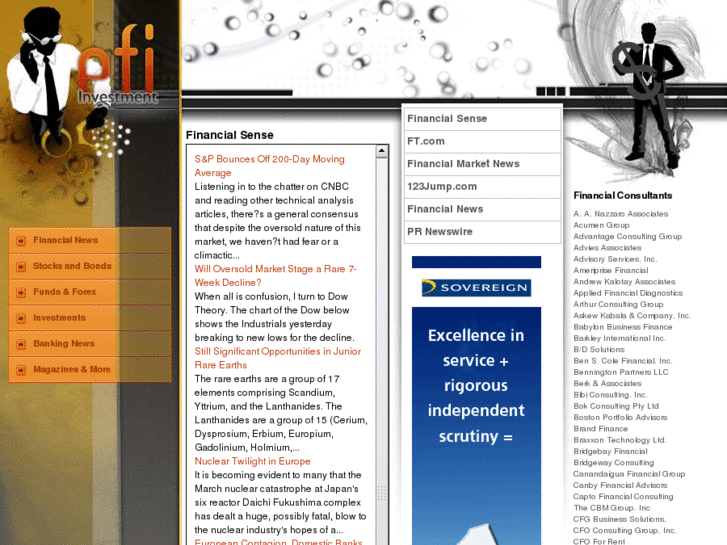 efi
Investment
Financial News
Stocks and Bonds
Funds & Forex
Investments
Banking News
Magazines & More
Financial Sense
S&P Bounces Off 200-Day Moving
Average
Listening in to the chatter on CNBC
and reading other technical analysis
articles, there?s a general consensus
that despite the oversold nature of this
market, we haven?t had fear or a
climactic...
Will Oversold Market Stage a Rare 7-
Week Decline?
When all is confusion, I turn to Dow
Theory. The chart of the Dow below
shows the Industrials yesterday
breaking to new lows for the decline.
Still Significant Opportunities in Junior
Rare Earths
The rare earths are a group of 17
elements comprising Scandium,
Yttrium, and the Lanthanides. The
Lanthanides are a group of 15 (Cerium,
Dysprosium, Erbium, Europium,
Gadolinium, Holmium,...
Nuclear Twilight in Europe
It is becoming evident to many that the
March nuclear catastrophe at Japan's
six reactor Daichi Fukushima complex
has dealt a huge, possibly fatal, blow to
the nuclear industry's hopes of a...
European Contagion, Domestic Banks
Financial Sense
FT.com
Financial Market News
123Jump.com
Financial News
PR Newswire
SOVEREIGN
Excellence in
service +
rigorous
independent
scrutiny =
Financial Consultants
A. A. Nazzaro Associates
Acumen Group
Advantage Consulting Group
Advies Associates
Advisory Services. Inc.
Ameriprise Financial
Andrew Kalotay Associates
Applied Financial Diagnostics
Arthur Consulting Group
Askew Kabala & Company. Inc.
Babylon Business Finance
Barkley International Inc.
B/D Solutions
Ben S. Cole Financial. Inc.
Bennington Partners LLC
Berk & Associates
Bibi Consulting. Inc.
Bok Consulting Pty Ltd
Boston Portfolio Advisors
Brand Finance
Braxxon Technology Ltd.
Bridgebay Financial
Bridgeway Consulting
Canandaigua Financial Group
Canby Financial Advisors
Capto Financial Consulting
The CBM Group. Inc
CFG Business Solutions.
CFO Consulting Group. Inc.
CFO For Rent